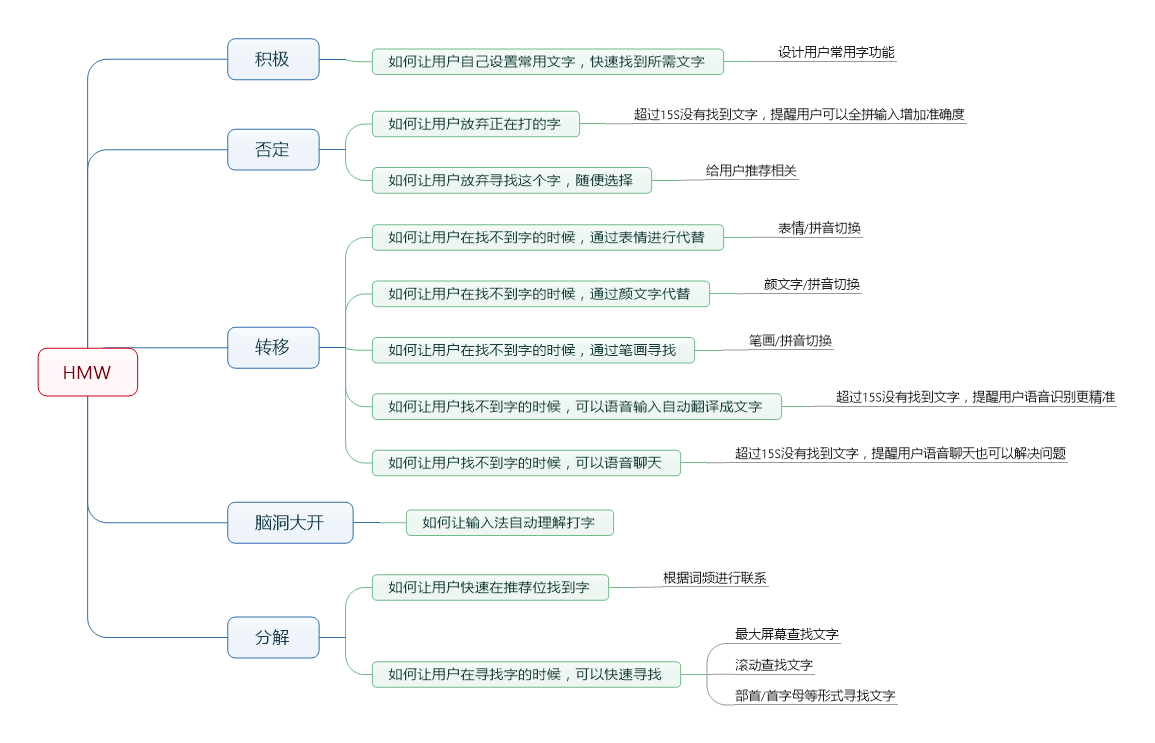 HMW
积极
如何让用户自己设置常用文字，快速找到所需文字
设计用户常用字功能
否定
如何让用户放弃正在打的字
超过15S没有找到文字，提醒用户可以全拼输入增加准确度
如何让用户放弃寻找这个字，随便选择
给用户推荐相关
转移
如何让用户在找不到字的时候，通过表情进行代替
表情/拼音切换
如何让用户在找不到字的时候，通过颜文字代替
颜文字/拼音切换
如何让用户在找不到字的时候，通过笔画寻找
笔画/拼音切换
如何让用户找不到字的时候，可以语音输入自动翻译成文字
超过15S没有找到文字，提醒用户语音识别更精准
如何让用户找不到字的时候，可以语音聊天
超过15S没有找到文字，提醒用户语音聊天也可以解决问题
脑洞大开
如何让输入法自动理解打字
分解
如何让用户快速在推荐位找到字
根据词频进行联系
如何让用户在寻找字的时候，可以快速寻找
最大屏幕查找文字
滚动查找文字
部首/首字母等形式寻找文字